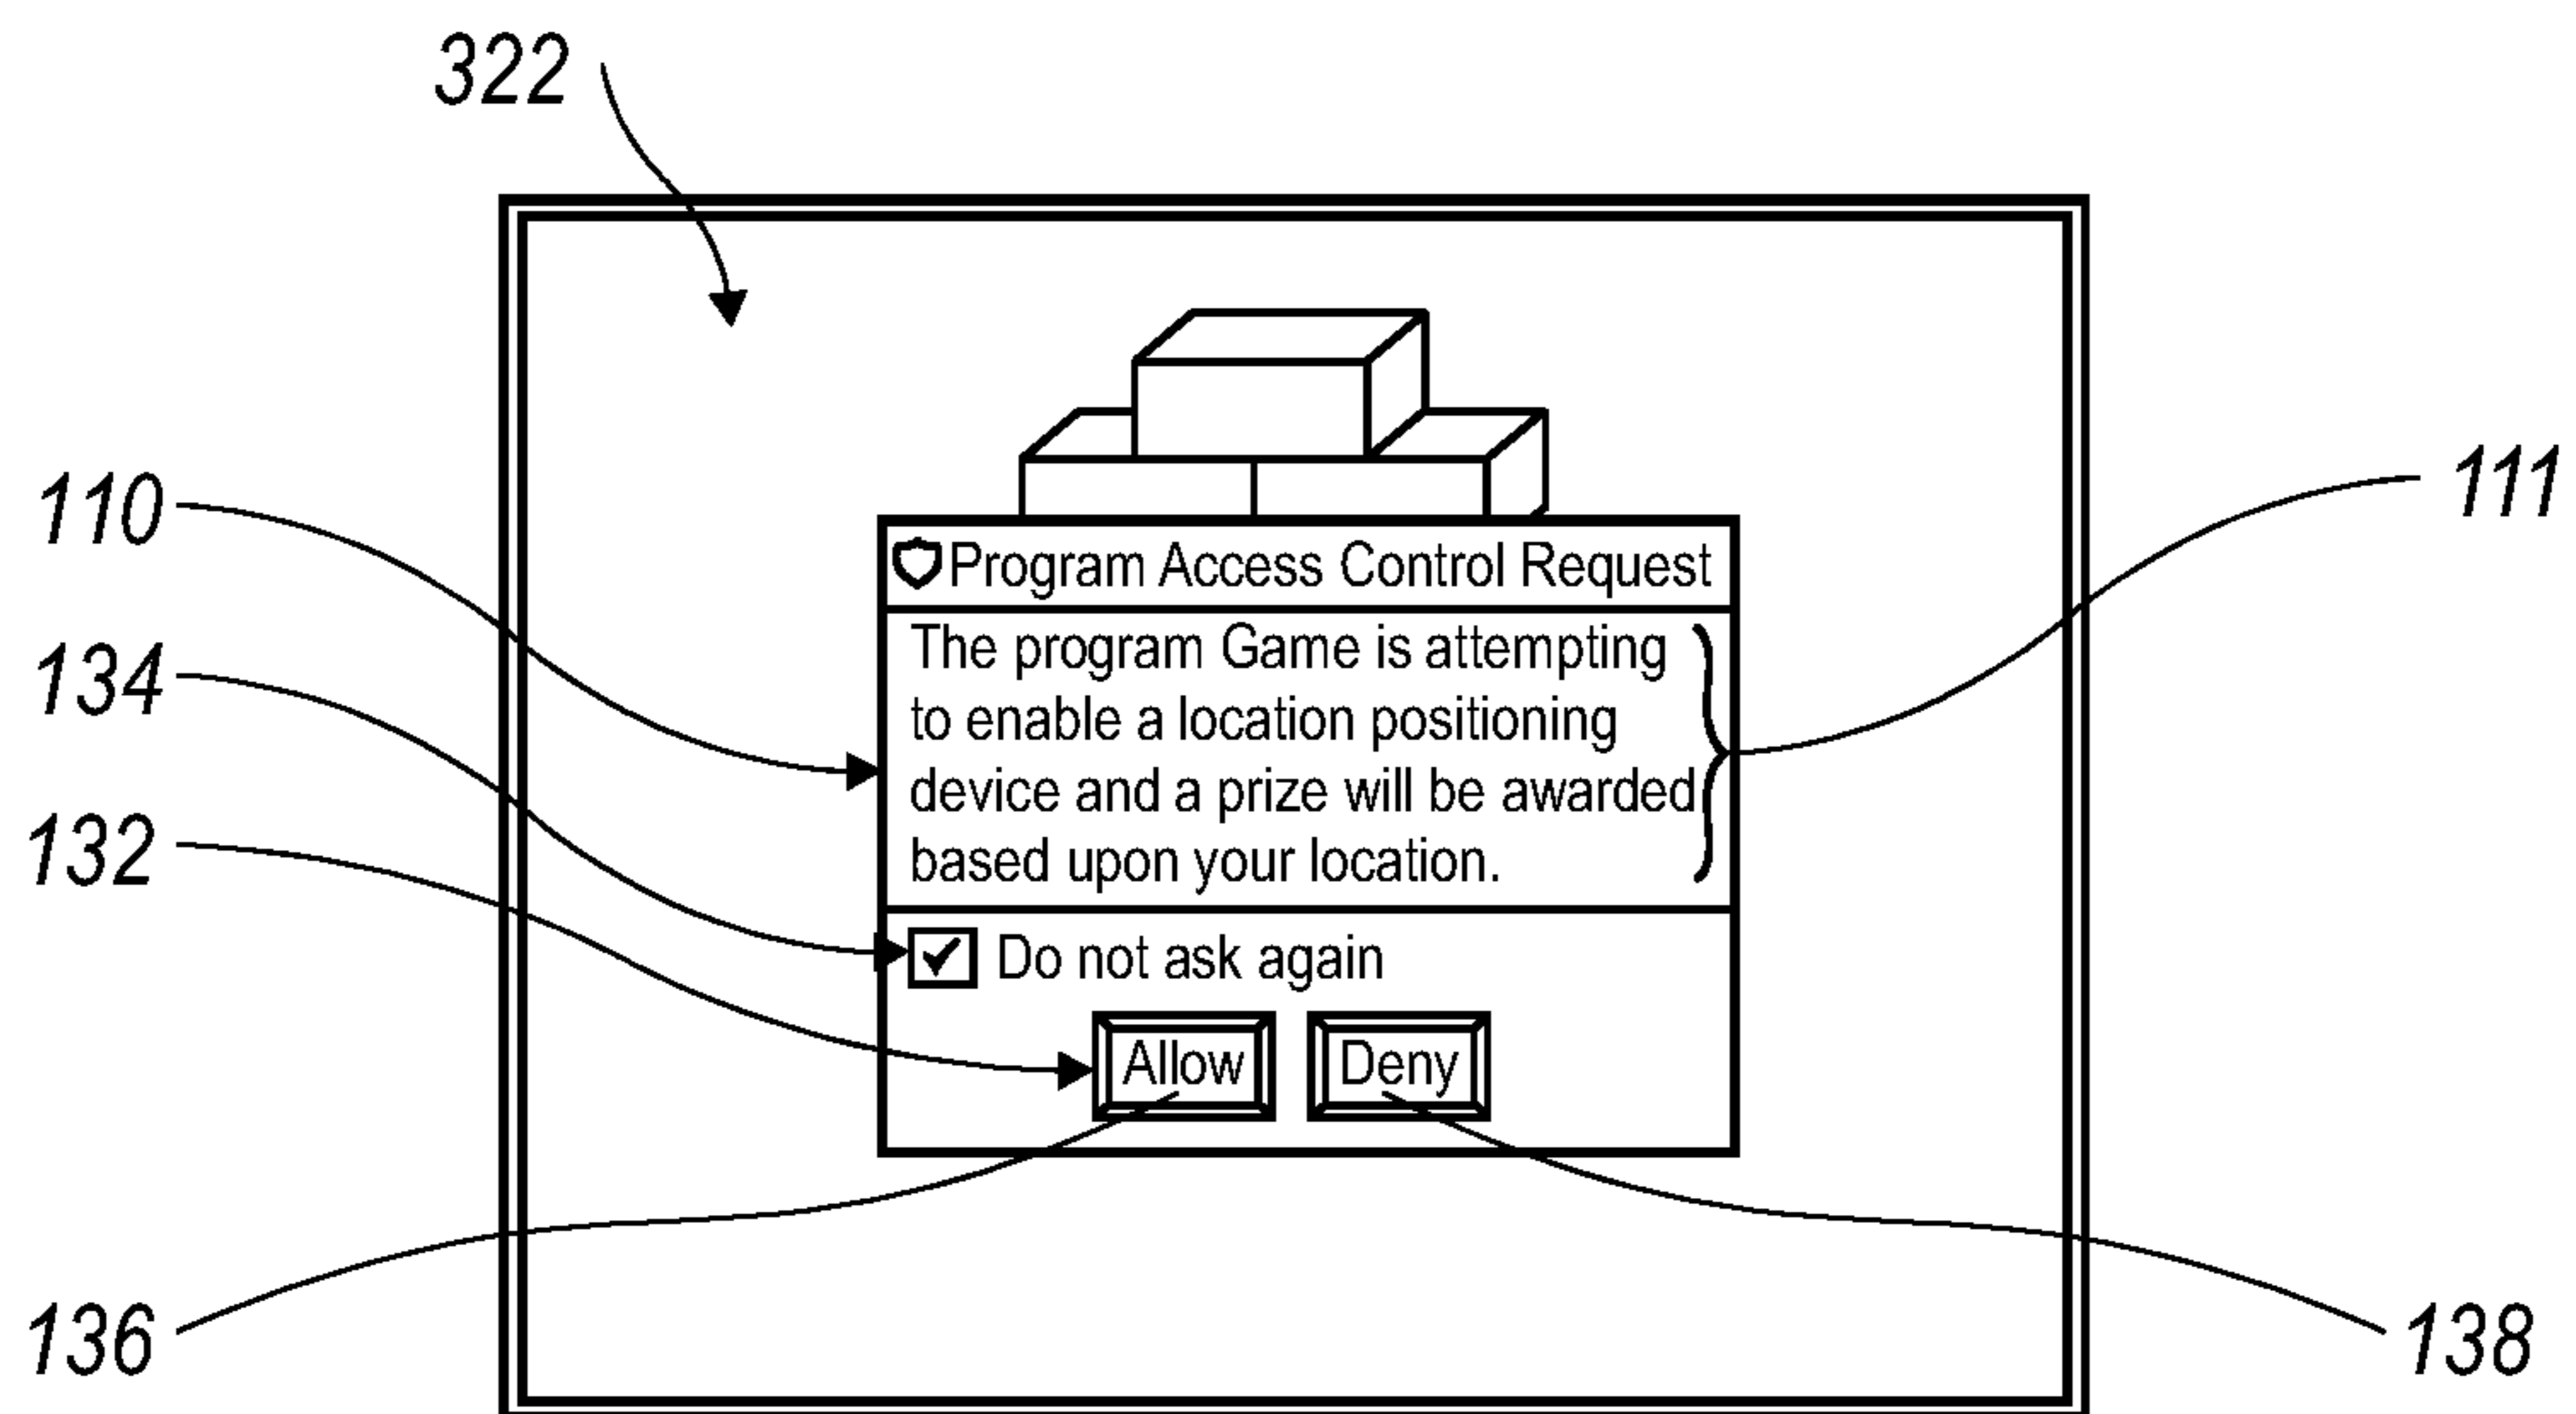 322
110
111
Program Access Control Request
The program Game is attempting
to enable a location positioning
device and a prize will be awarded
based upon your location.
134
132
Do not ask again
Allow Deny
136
138